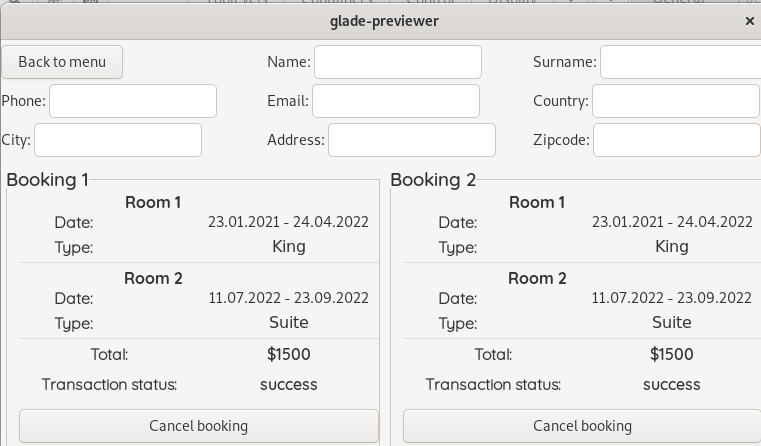 glade-previewer ×
Back to menu Name: Surname:
Phone: Email: Country:
City: Address: Zipcode:
Booking 1 Booking 2
Room 1 Room 1
Date: 23.01.2021 - 24.04.2022 Date: 23.01.2021 - 24.04.2022
Type: King Type: King
Room 2 Room 2
Date: 11.07.2022 - 23.09.2022 Date: 11.07.2022 - 23.09.2022
Type: Suite Type: Suite
Total: $1500 Total: $1500
Transaction status: success Transaction status: success
Cancel booking Cancel booking